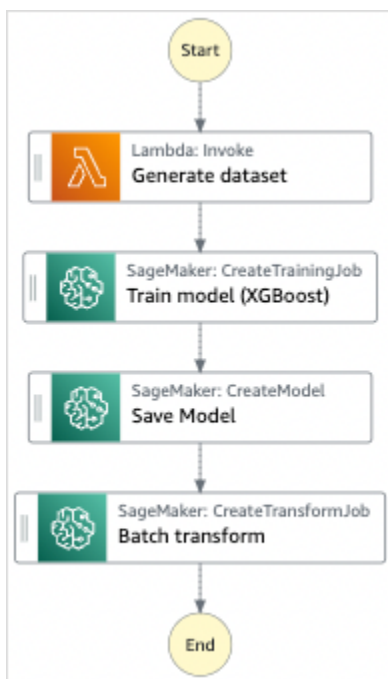 Start
Lambda: Invoke
Generate dataset
SageMaker: CreateTrainingJob
Train model (XGBoost)
SageMaker: CreateModel
Save Model
SageMaker: CreateTransformJob
Batch transform
End